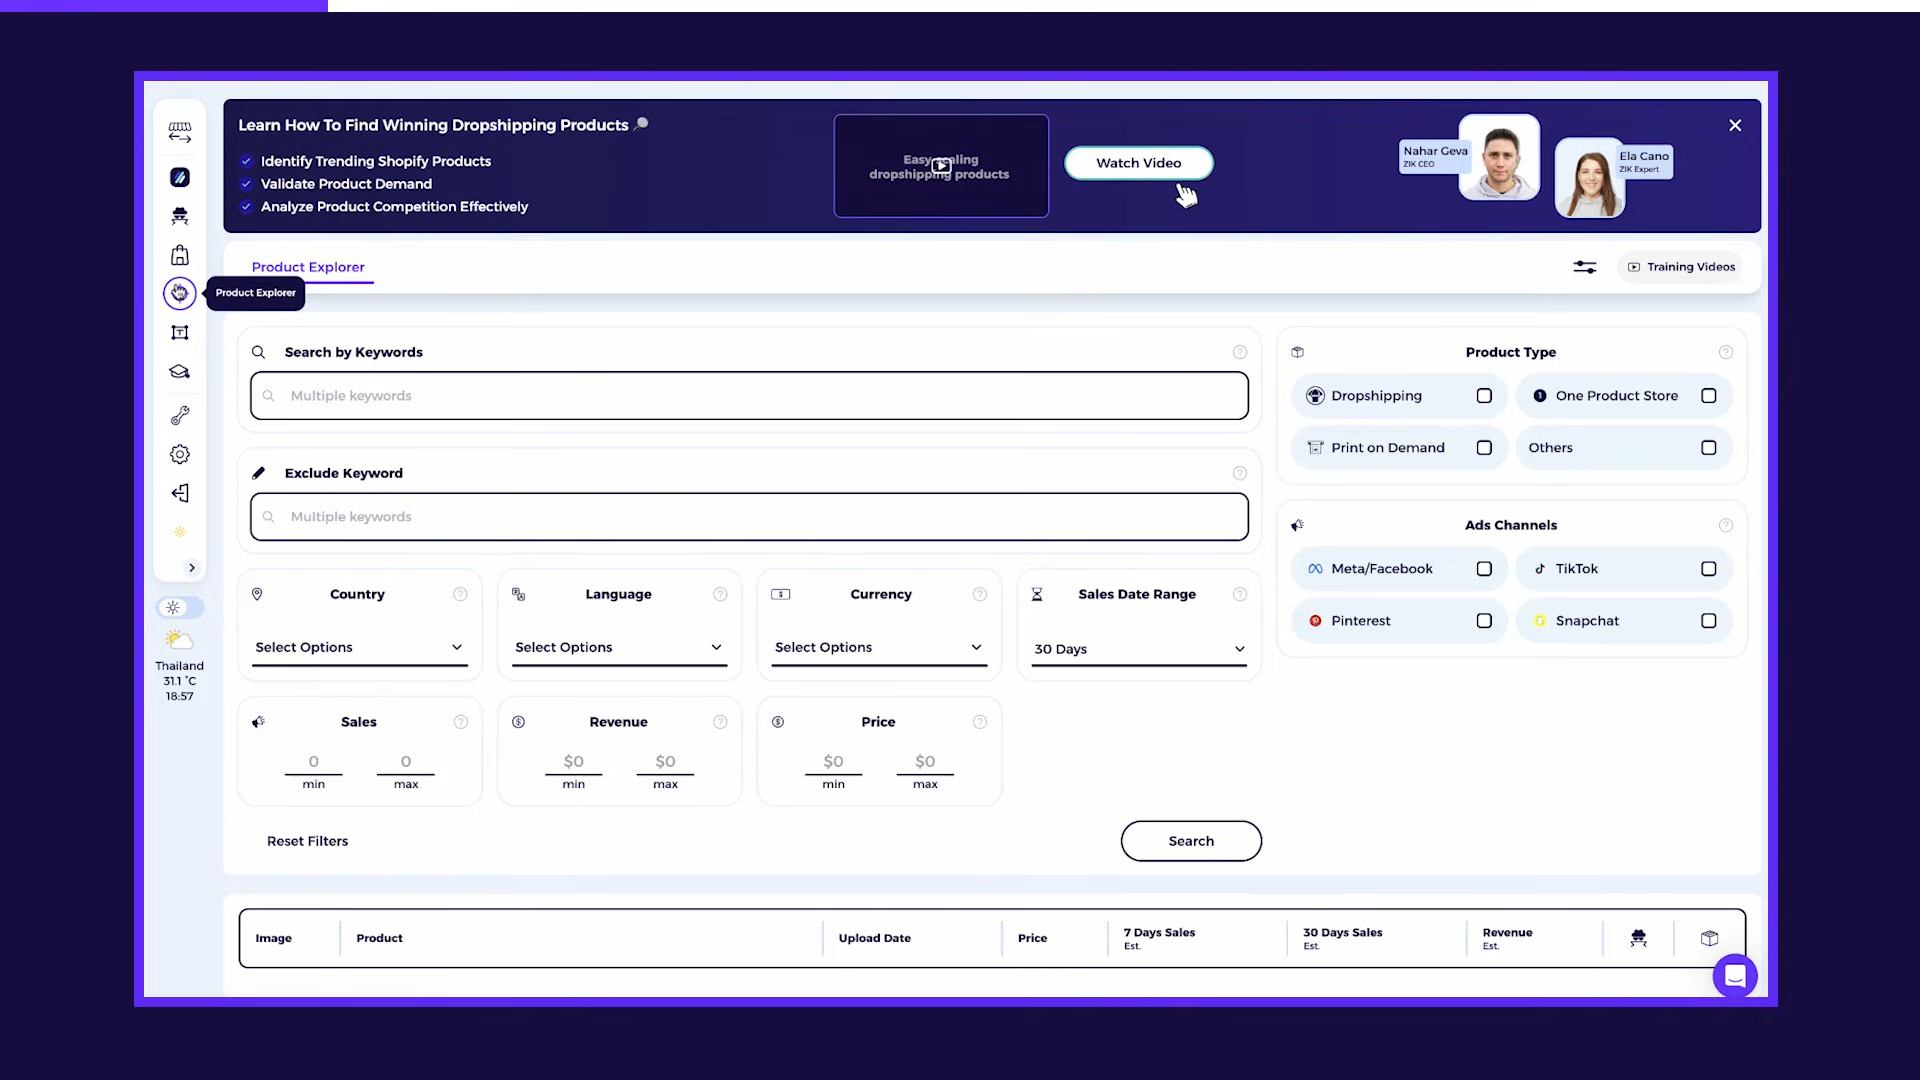 Learn How To Find Winning Dropshipping Products
Identify Trending Shopify Products
Validate Product Demand
Analyze Product Competition Effectively
Easy scaling
dropshipping products
Watch Video
Nahar Geva
ZIK CEO
Ela Cano
ZIK Expert
Product Explorer
Training Videos
Product Explorer
Search by Keywords
Multiple keywords
Exclude Keyword
Multiple keywords
Product Type
Dropshipping
One Product Store
Print on Demand
Others
Ads Channels
Meta/Facebook
TikTok
Pinterest
Snapchat
Country
Select Options
Language
Select Options
Currency
Select Options
Sales Date Range
30 Days
Sales
0
min
0
max
Revenue
$0
min
$0
max
Price
$0
min
$0
max
Reset Filters
Search
Thailand
31.1 °C
18:57
Image
Product
Upload Date
Price
7 Days Sales
Est.
30 Days Sales
Est.
Revenue
Est.